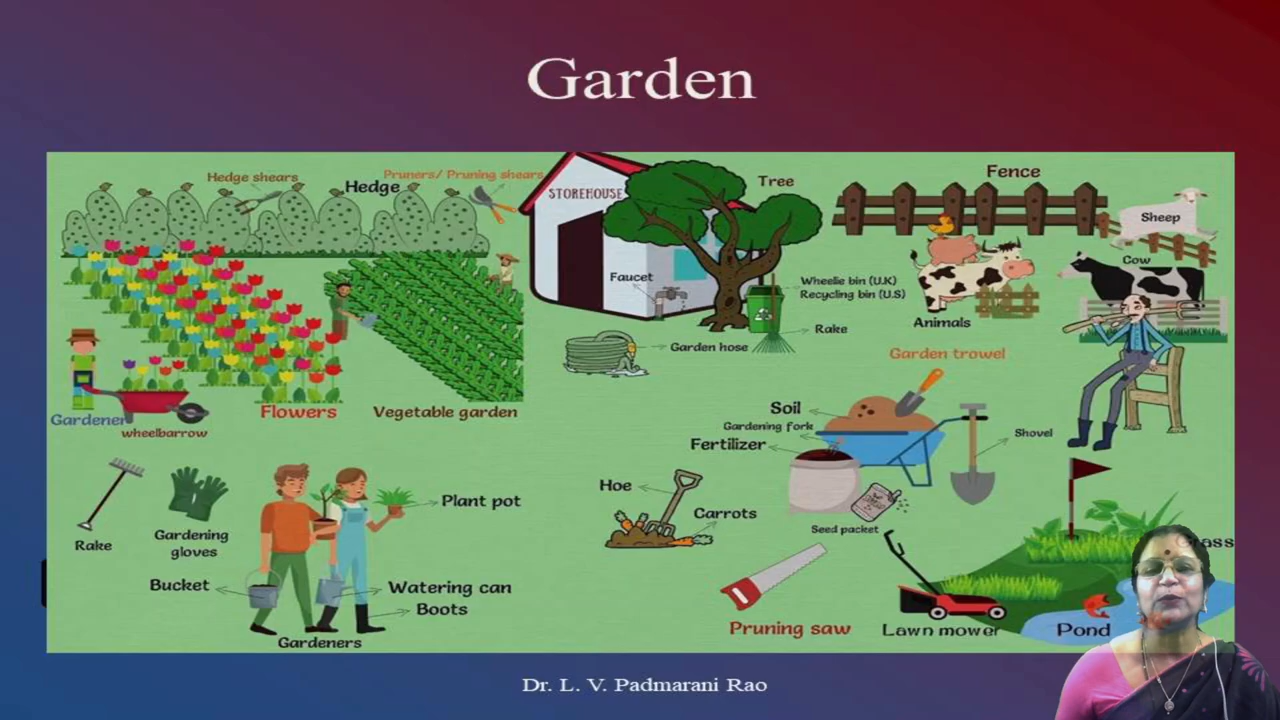 Garden
Hedge shears
Hedge
Pruners/ Pruning shears
STOREHOUSE
Tree
Fence
Sheep
Faucet
Wheelie bin (U.K)
Recycling bin (U.S)
Cow
Animals
Rake
Garden hose
Garden trowel
Gardener
wheelbarrow
Flowers
Vegetable garden
Soil
Gardening fork
Fertilizer
Shovel
Hoe
Carrots
Seed packet
Rake
Gardening
gloves
Plant pot
Bucket
Watering can
Boots
Gardeners
Pruning saw
Lawn mower
Grass
Pond
Dr. L. V. Padmarani Rao